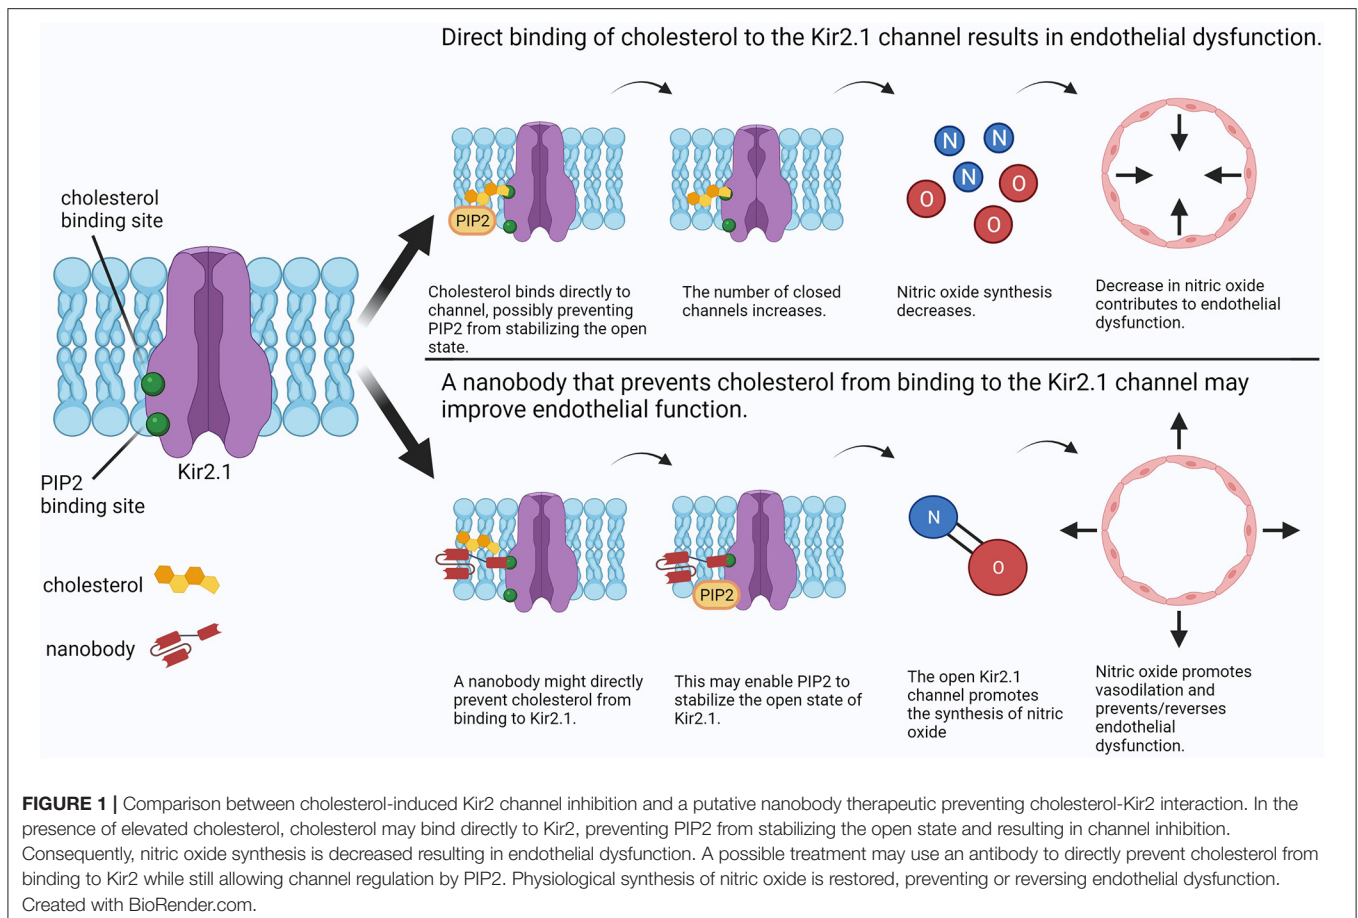 Direct binding of cholesterol to the Kir2.1 channel results in endothelial dysfunction.
cholesterol
binding site
PIP2
binding site
Kir2.1
cholesterol
nanobody
PIP2
N
N
N
O
O
O
Cholesterol binds directly to
channel, possibly preventing
PIP2 from stabilizing the open
state.
The number of closed
channels increases.
Nitric oxide synthesis
decreases.
Decrease in nitric oxide
contributes to endothelial
dysfunction.
A nanobody that prevents cholesterol from binding to the Kir2.1 channel may
improve endothelial function.
PIP2
N
O
A nanobody might directly
prevent cholesterol from
binding to Kir2.1.
This may enable PIP2 to
stabilize the open state of
Kir2.1.
The open Kir2.1
channel promotes
the synthesis of nitric
oxide
Nitric oxide promotes
vasodilation and
prevents/reverses
endothelial
dysfunction.
FIGURE 1 | Comparison between cholesterol-induced Kir2 channel inhibition and a putative nanobody therapeutic preventing cholesterol-Kir2 interaction. In the
presence of elevated cholesterol, cholesterol may bind directly to Kir2, preventing PIP2 from stabilizing the open state and resulting in channel inhibition.
Consequently, nitric oxide synthesis is decreased resulting in endothelial dysfunction. A possible treatment may use an antibody to directly prevent cholesterol from
binding to Kir2 while still allowing channel regulation by PIP2. Physiological synthesis of nitric oxide is restored, preventing or reversing endothelial dysfunction.
Created with BioRender.com.